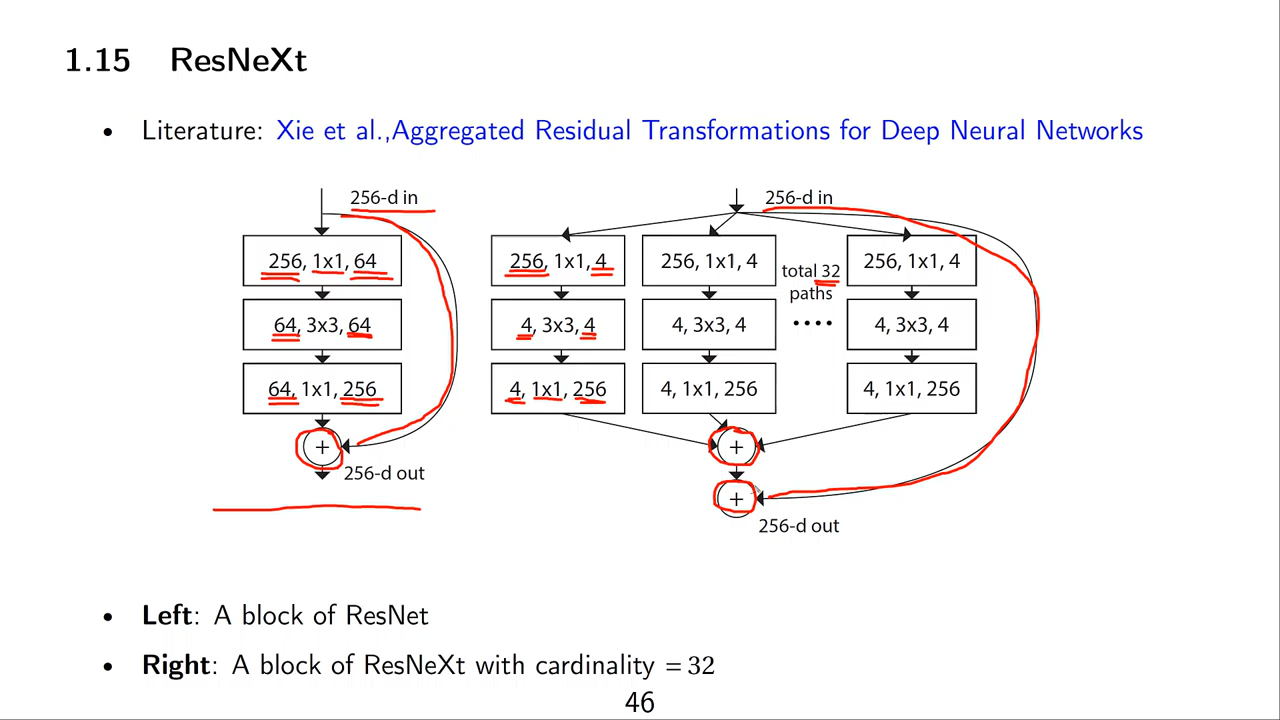 1.15 ResNeXt
• Literature: Xie et al.,Aggregated Residual Transformations for Deep Neural Networks
256-d in
256, 1x1, 64
64, 3x3, 64
64, 1x1, 256
+
256-d out
256-d in
256, 1x1, 4
256, 1x1, 4
total 32
paths
256, 1x1, 4
4, 3x3, 4
4, 3x3, 4
••••
4, 3x3, 4
4, 1x1, 256
4, 1x1, 256
4, 1x1, 256
+
+
256-d out
• Left: A block of ResNet
• Right: A block of ResNeXt with cardinality = 32
46